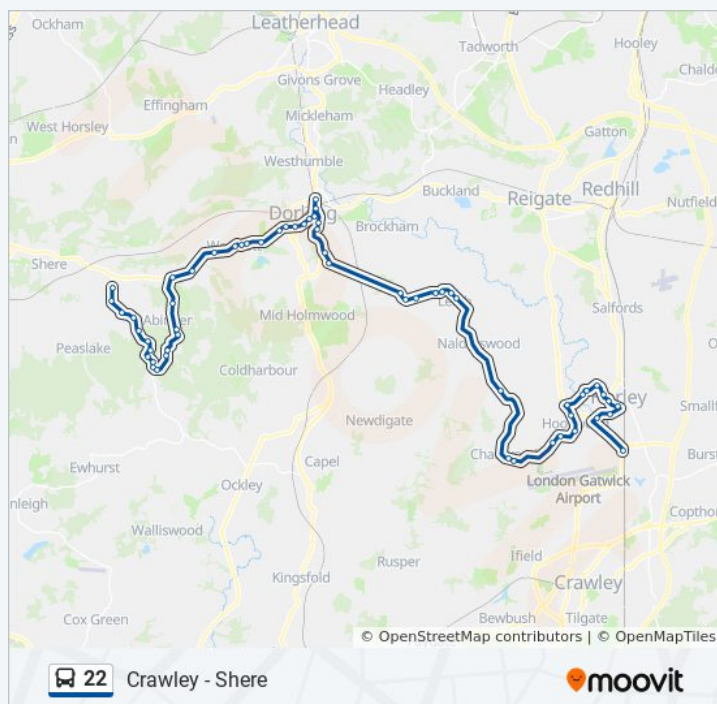 Ockham
Leatherhead
Tadworth
Hooley
Givons Grove
Headley
Effingham
Mickleham
West Horsley
Gatton
Westhumble
Buckland
Redhill
Reigate
Nutfield
Brockham
Shere
Salfords
Mid Holmwood
Peaslake
Coldharbour
Newdigate
Ewhurst
Capel
London Gatwick
Airport
Ockley
Walliswood
Ifield
Rusper
Crawley
Kingsfold
Cox Green
Bewbush
Tilgate
© OpenStreetMap contributors | © OpenMapTiles
22 Crawley - Shere
moovit